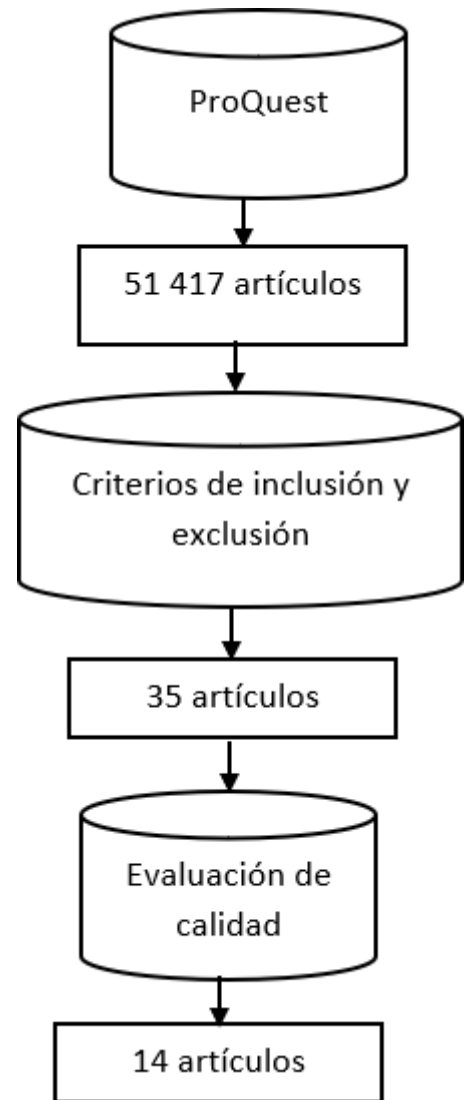 ProQuest
51 417 artículos
Criterios de inclusión y
exclusión
35 artículos
Evaluación de
calidad
14 artículos